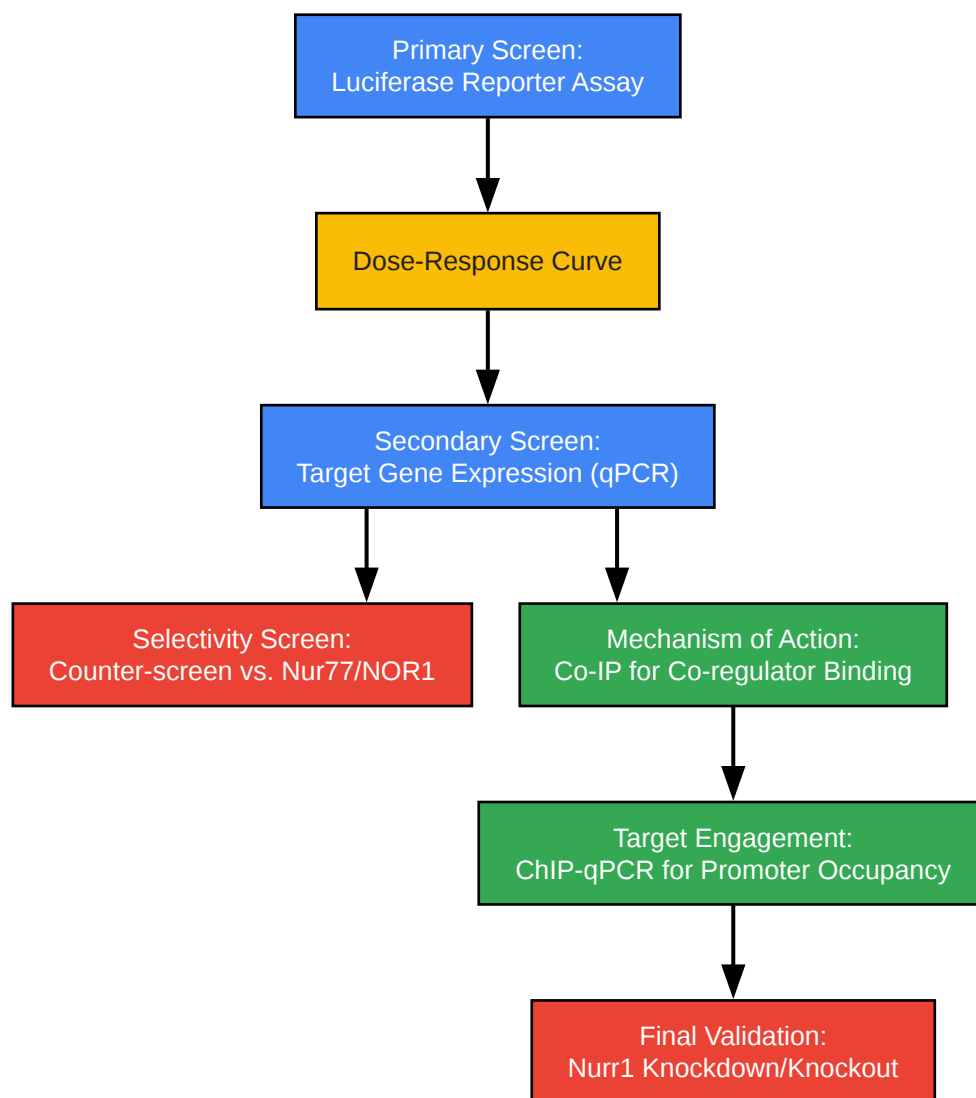 Primary Screen:
Luciferase Reporter Assay
Dose-Response Curve
Secondary Screen:
Target Gene Expression (qPCR)
Selectivity Screen:
Counter-screen vs. Nur77/NOR1
Mechanism of Action:
Co-IP for Co-regulator Binding
Target Engagement:
ChIP-qPCR for Promoter Occupancy
Final Validation:
Nurr1 Knockdown/Knockout